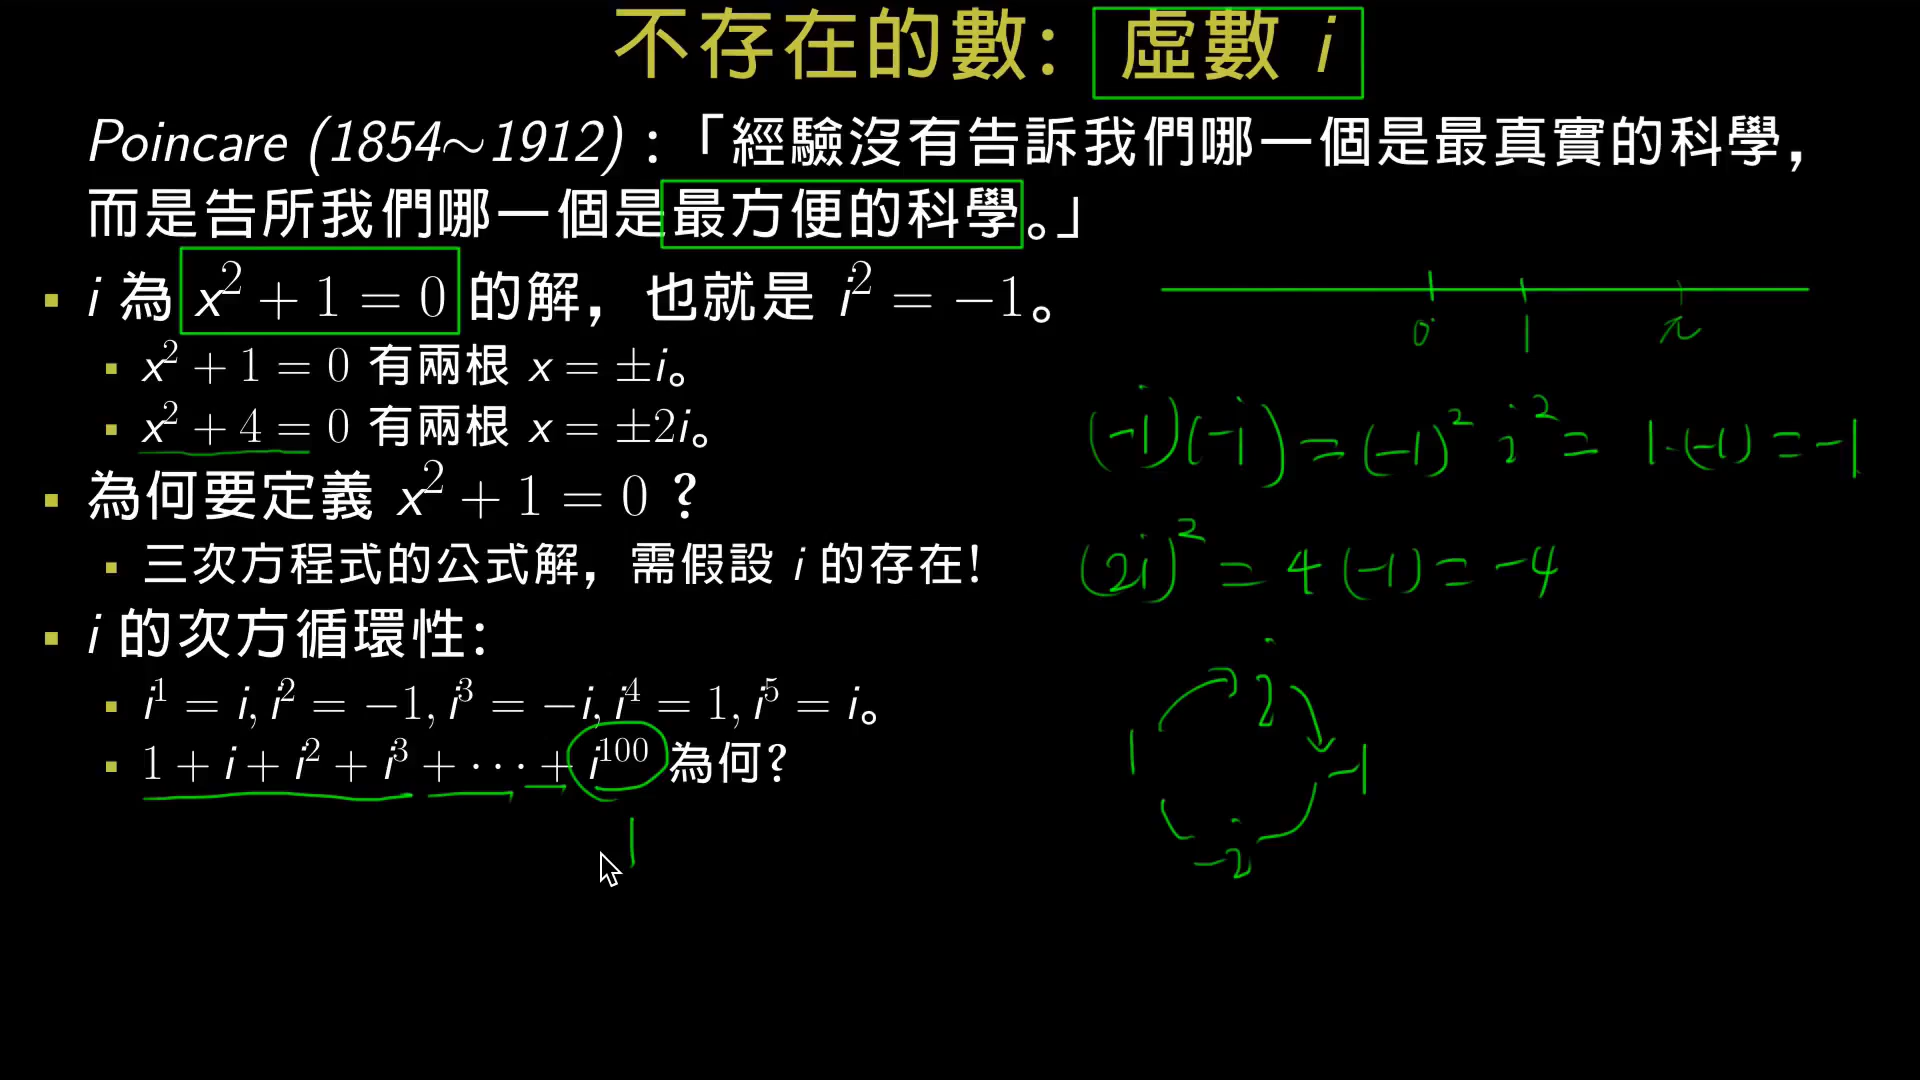 不存在的數: 虛數 i
Poincare (1854~1912) :「經驗沒有告訴我們哪一個是最真實的科學,
而是告所我們哪一個是最方便的科學。」
i 為 x² + 1 = 0 的解, 也就是 i² = −1。
x² + 1 = 0 有兩根 x = ±i。
x² + 4 = 0 有兩根 x = ±2i。
為何要定義 x² + 1 = 0 ?
三次方程式的公式解, 需假設 i 的存在!
i 的次方循環性:
i¹ = i, i² = −1, i³ = −i, i⁴ = 1, i⁵ = i。
1 + i + i² + i³ + ··· + i¹⁰⁰ 為何?
1
0 1 π
(-i)(-i) = (-1)² i² = 1·(-1) = -1
(2i)² = 4 (-1) = -4
i
1 -1
-i